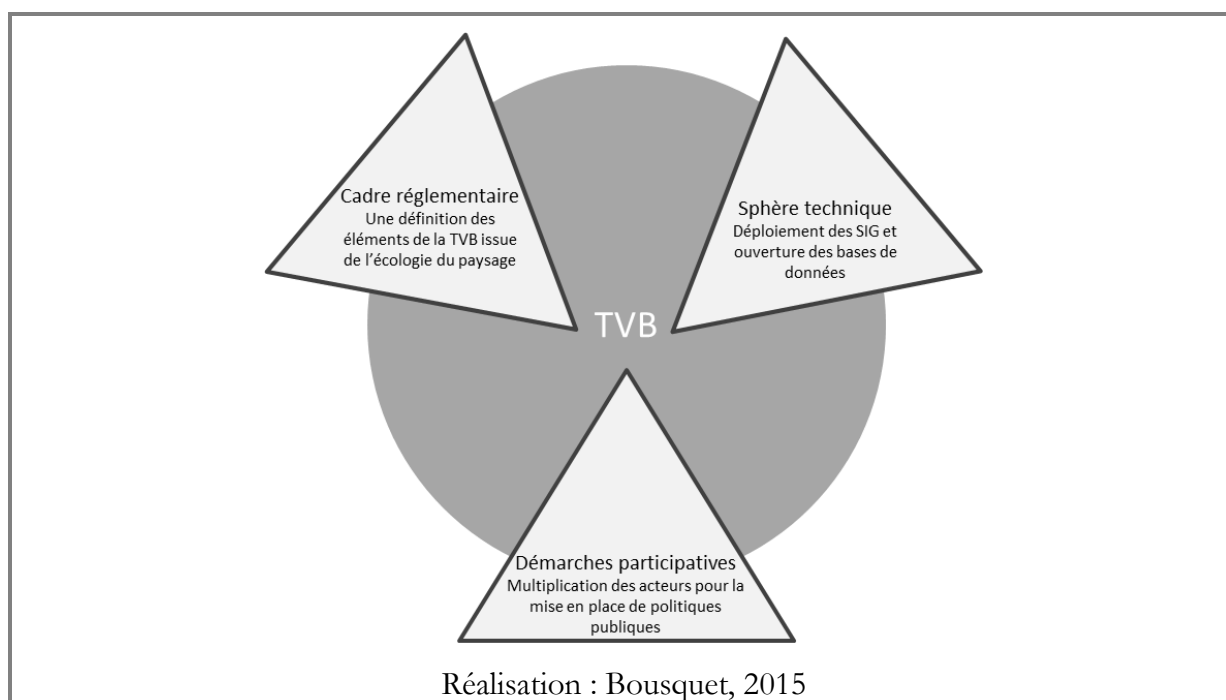 Cadre réglementaire
Une définition des
éléments de la TVB issue
de l’écologie du paysage
Sphère technique
Déploiement des SIG et
ouverture des bases de
données
TVB
Démarches participatives
Multiplication des acteurs pour la
mise en place de politiques
publiques
Réalisation : Bousquet, 2015